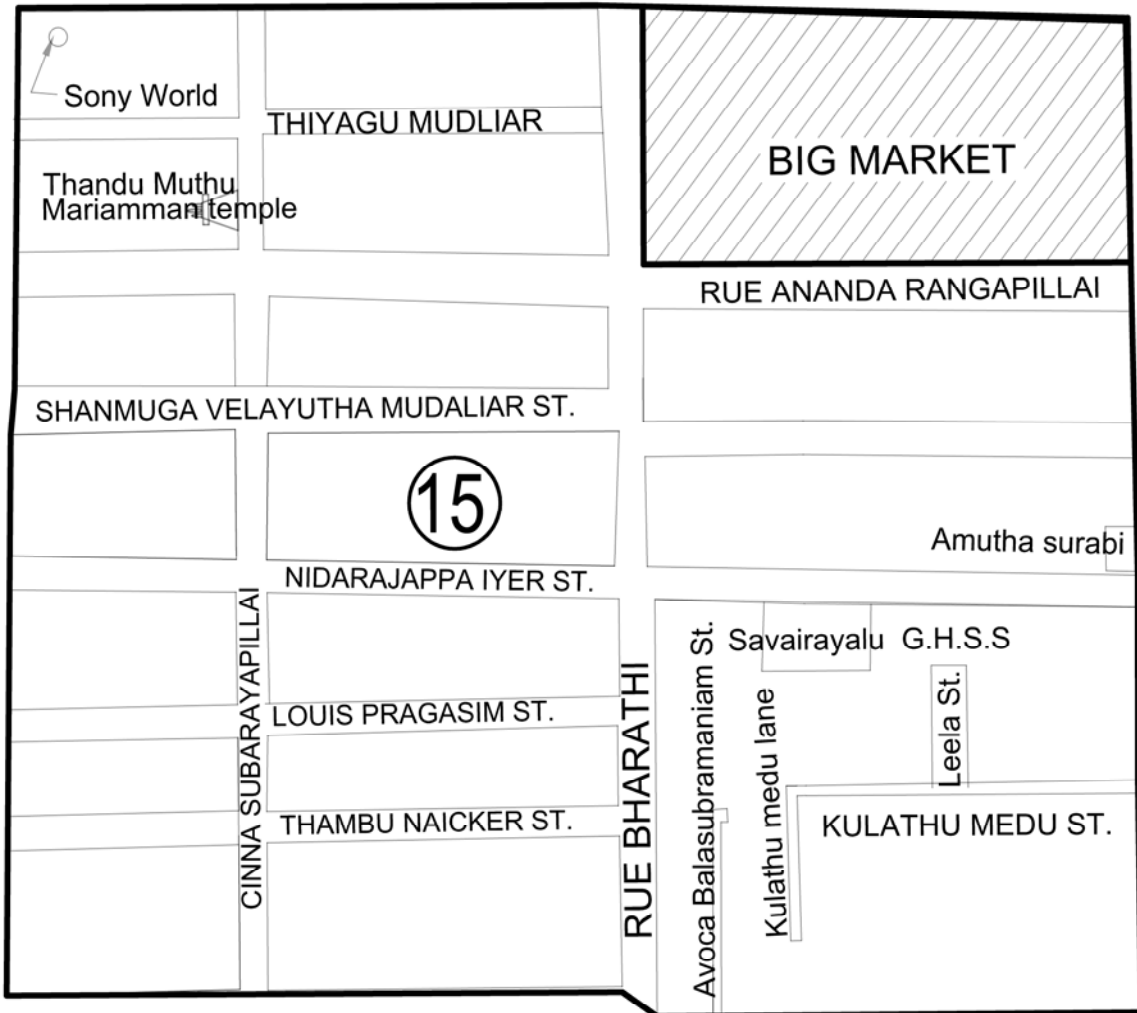 Sony World
THIYAGU MUDLIAR
BIG MARKET
Thandu Muthu
Mariamman temple
RUE ANANDA RANGAPILLAI
SHANMUGA VELAYUTHA MUDALIAR ST.
15
Amutha surabi
NIDARAJAPPA IYER ST.
CINNA SUBARAYAPILLAI
RUE BHARATHI
Avoca Balasubramaniam St.
Savairayalu G.H.S.S
Kulathu medu lane
Leela St.
LOUIS PRAGASIM ST.
THAMBU NAICKER ST.
KULATHU MEDU ST.